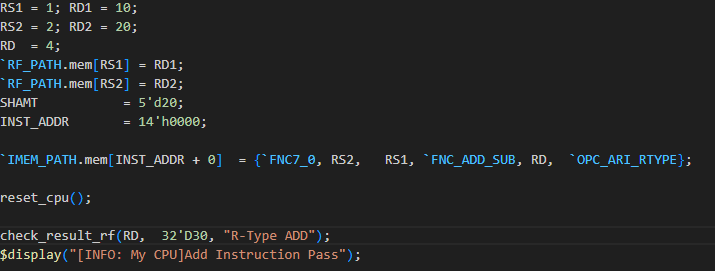 RS1 = 1; RD1 = 10;
RS2 = 2; RD2 = 20;
RD  = 4;
`RF_PATH.mem[RS1] = RD1;
`RF_PATH.mem[RS2] = RD2;
SHAMT           = 5'd20;
INST_ADDR       = 14'h0000;
`IMEM_PATH.mem[INST_ADDR + 0]  = {`FNC7_0, RS2,   RS1, `FNC_ADD_SUB, RD,  `OPC_ARI_RTYPE};
reset_cpu();
check_result_rf(RD,  32'D30, "R-Type ADD");
$display("[INFO: My CPU]Add Instruction Pass");